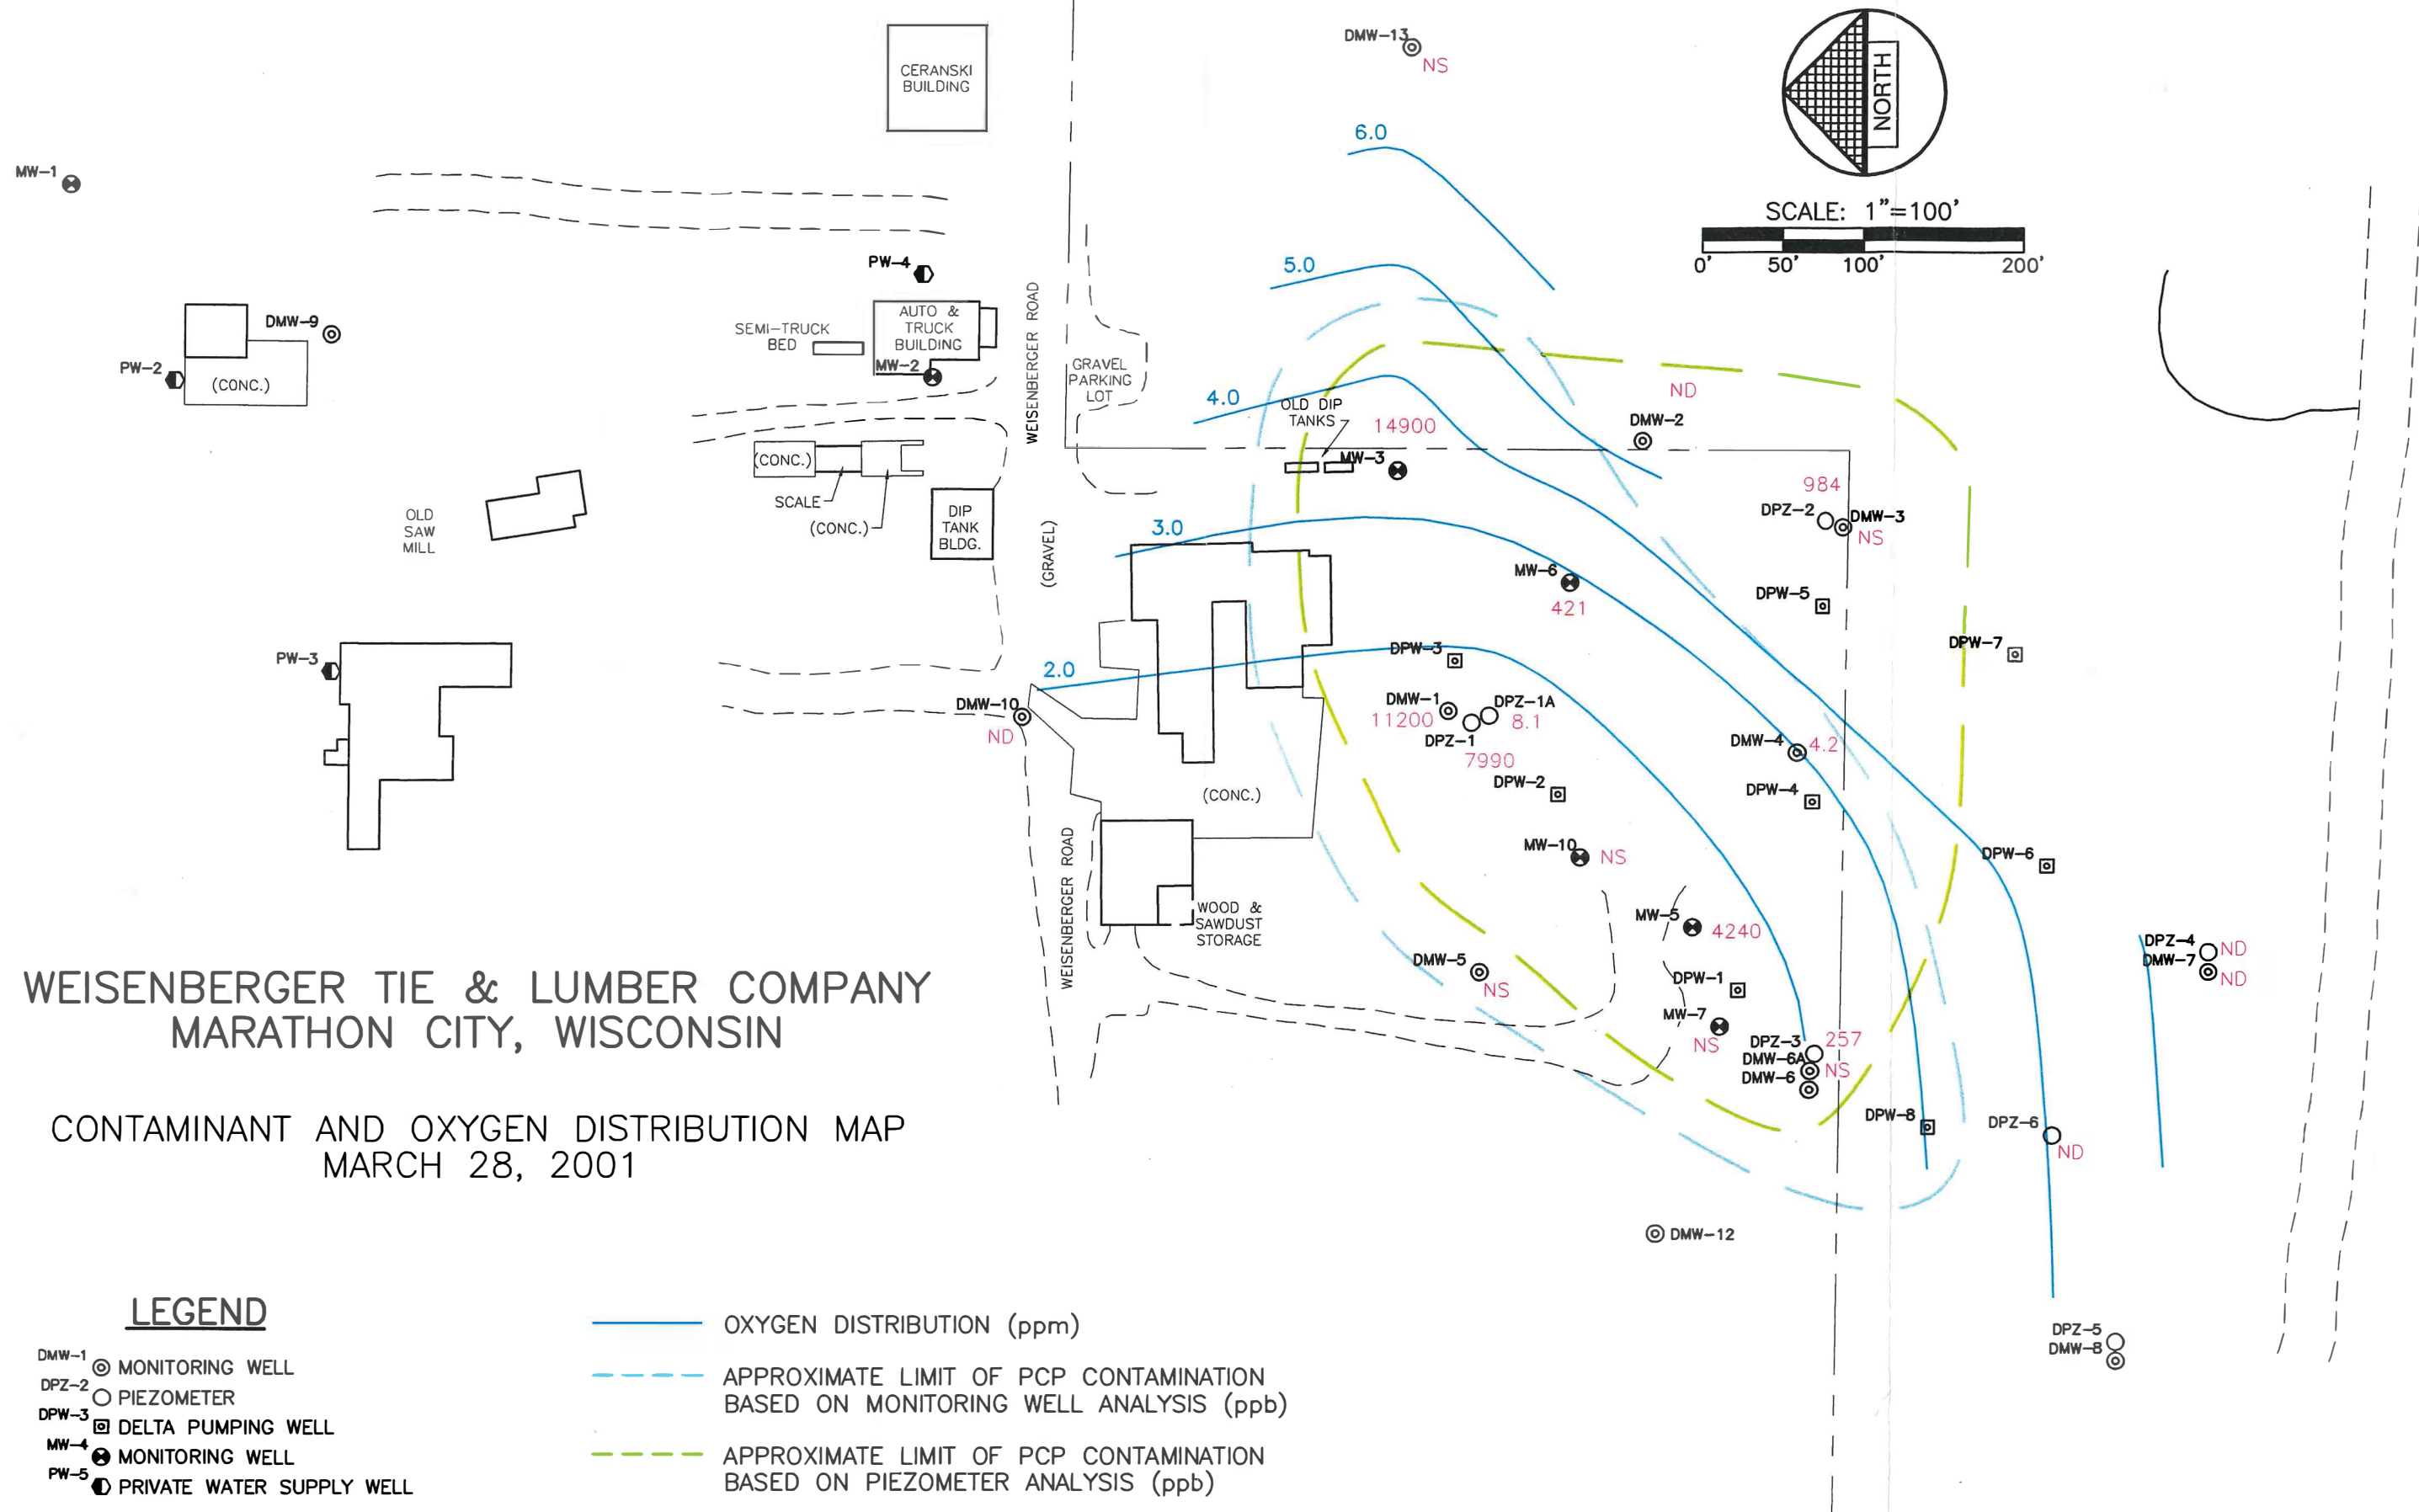 DMW-13
NS
CERANSKI
BUILDING
NORTH
6.0
MW-1
SCALE: 1"=100'
0'
50'
100'
200'
PW-4
5.0
WEISENBERGER ROAD
AUTO &
TRUCK
BUILDING
SEMI-TRUCK
BED
DMW-9
PW-2
(CONC.)
MW-2
GRAVEL
PARKING
LOT
ND
4.0
OLD DIP
TANKS
14900
DMW-2
MW-3
(CONC.)
SCALE
(CONC.)
984
DPZ-2
DMW-3
NS
OLD
SAW
MILL
DIP
TANK
BLDG.
(GRAVEL)
3.0
MW-6
421
DPW-5
DPW-7
DPW-3
PW-3
2.0
DMW-10
ND
DMW-1
11200
DPZ-1A
8.1
DPZ-1
7990
DMW-4
4.2
DPW-2
DPW-4
(CONC.)
WEISENBERGER ROAD
MW-10
NS
DPW-6
WOOD &
SAWDUST
STORAGE
MW-5
4240
DPZ-4
ND
DMW-7
ND
DMW-5
NS
DPW-1
MW-7
NS
DPZ-3
257
DMW-6A
NS
DMW-6
DPW-8
DPZ-6
ND
DMW-12
DPZ-5
DMW-8
WEISENBERGER TIE & LUMBER COMPANY
MARATHON CITY, WISCONSIN
CONTAMINANT AND OXYGEN DISTRIBUTION MAP
MARCH 28, 2001
LEGEND
DMW-1
MONITORING WELL
DPZ-2
PIEZOMETER
DPW-3
DELTA PUMPING WELL
MW-4
MONITORING WELL
PW-5
PRIVATE WATER SUPPLY WELL
OXYGEN DISTRIBUTION (ppm)
APPROXIMATE LIMIT OF PCP CONTAMINATION
BASED ON MONITORING WELL ANALYSIS (ppb)
APPROXIMATE LIMIT OF PCP CONTAMINATION
BASED ON PIEZOMETER ANALYSIS (ppb)